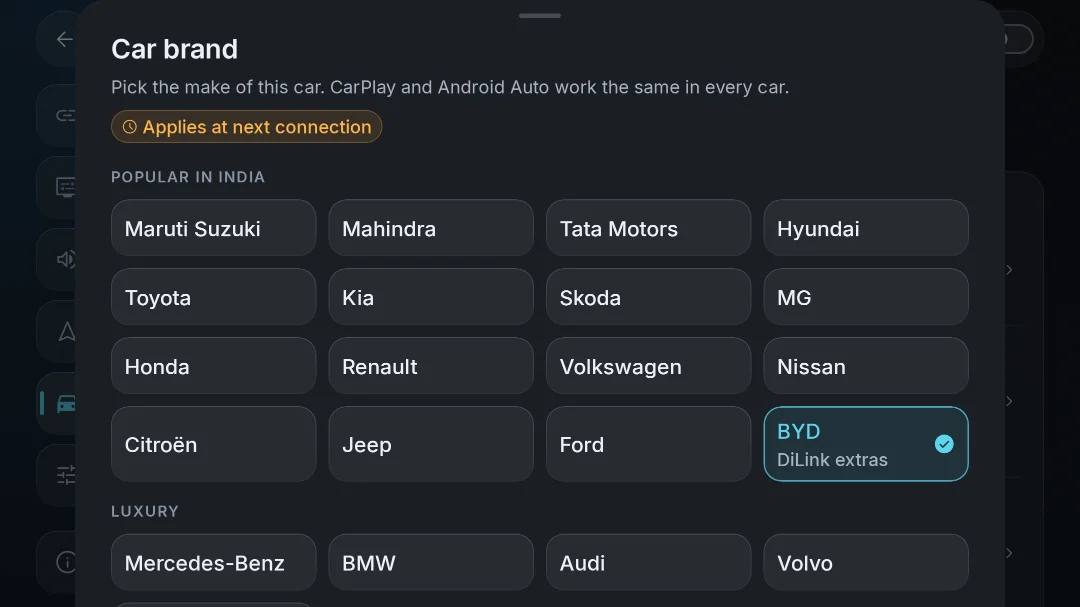 Car brand
Pick the make of this car. CarPlay and Android Auto work the same in every car.
Applies at next connection
POPULAR IN INDIA
Maruti Suzuki
Mahindra
Tata Motors
Hyundai
Toyota
Kia
Skoda
MG
Honda
Renault
Volkswagen
Nissan
Citroën
Jeep
Ford
BYD
DiLink extras
LUXURY
Mercedes-Benz
BMW
Audi
Volvo